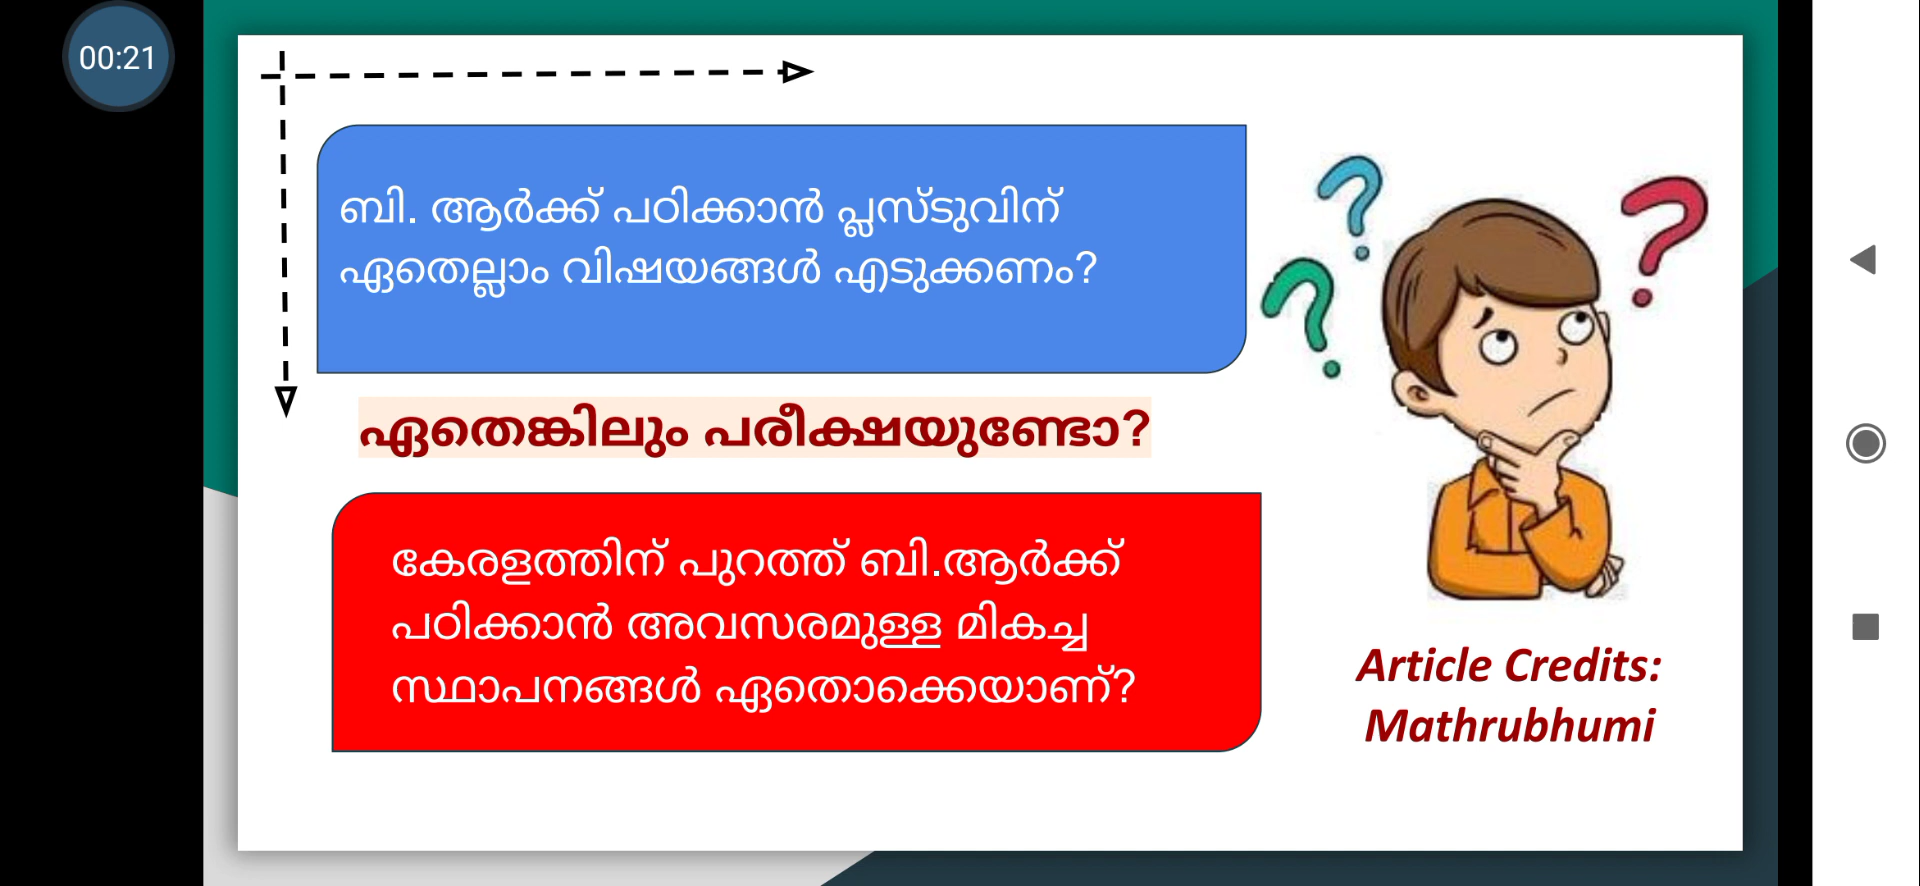 00:21
ബി. ആർക്ക് പഠിക്കാൻ പ്ലസ്ടുവിന്
ഏതെല്ലാം വിഷയങ്ങൾ എടുക്കണം?
ഏതെങ്കിലും പരീക്ഷയുണ്ടോ?
കേരളത്തിന് പുറത്ത് ബി.ആർക്ക്
പഠിക്കാൻ അവസരമുള്ള മികച്ച
സ്ഥാപനങ്ങൾ ഏതൊക്കെയാണ്?
Article Credits:
Mathrubhumi